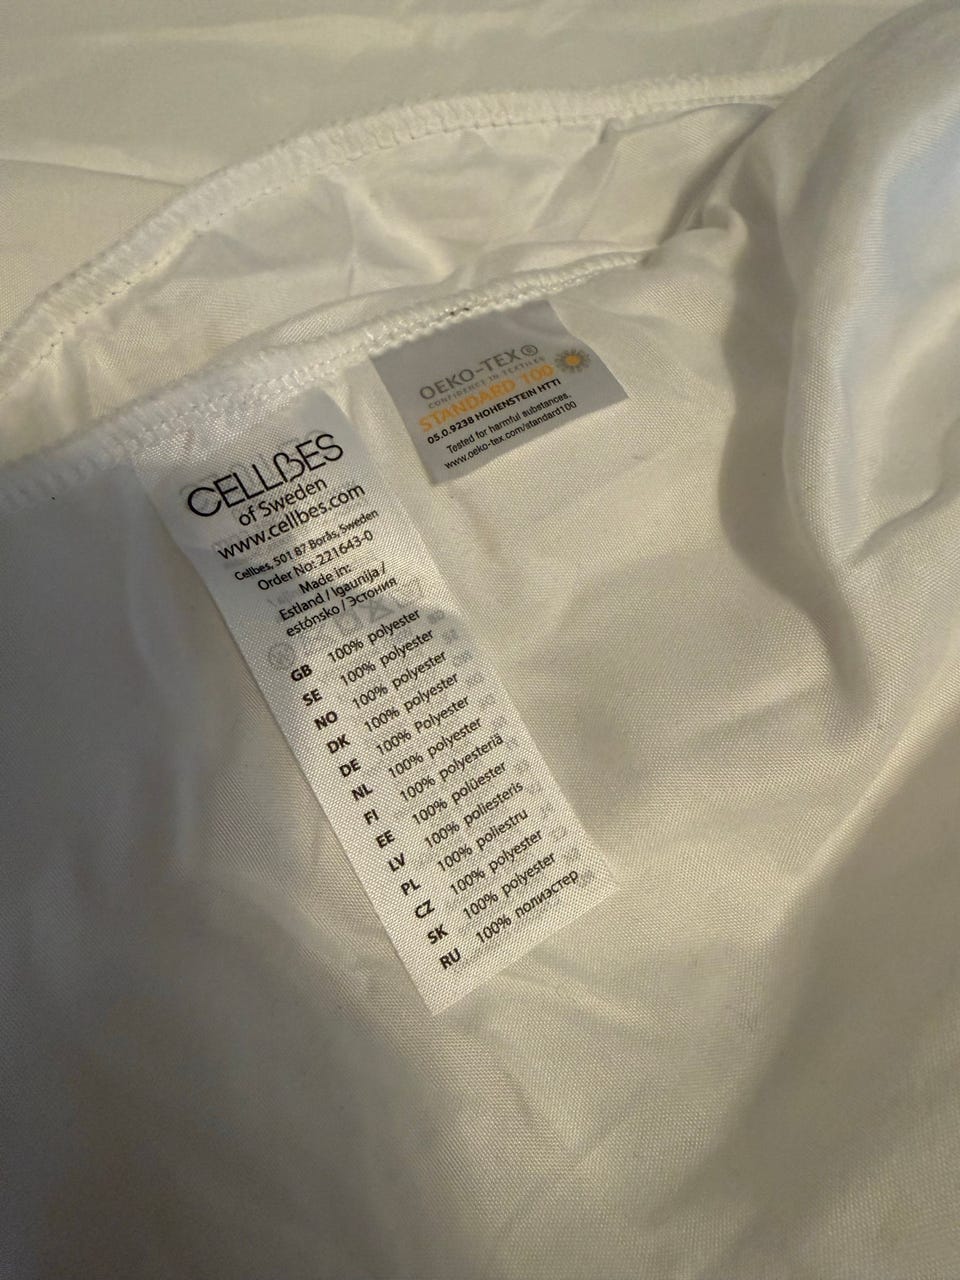 CELLBES
of Sweden
www.cellbes.com
Cellbes, 501 87 Borås, Sweden
Order No: 221643-0
Made in:
Estland / Igaunija /
estónsko / Эстония
GB 100% polyester
SE 100% polyester
NO 100% polyester
DK 100% polyester
DE 100% Polyester
NL 100% polyester
FI 100% polyesteriä
EE 100% polüester
LV 100% poliesteris
PL 100% poliestru
CZ 100% polyester
SK 100% polyester
RU 100% полиэстер
OEKO-TEX®
CONFIDENCE IN TEXTILES
STANDARD 100
05.0.9238 HOHENSTEIN HTTI
Tested for harmful substances.
www.oeko-tex.com/standard100